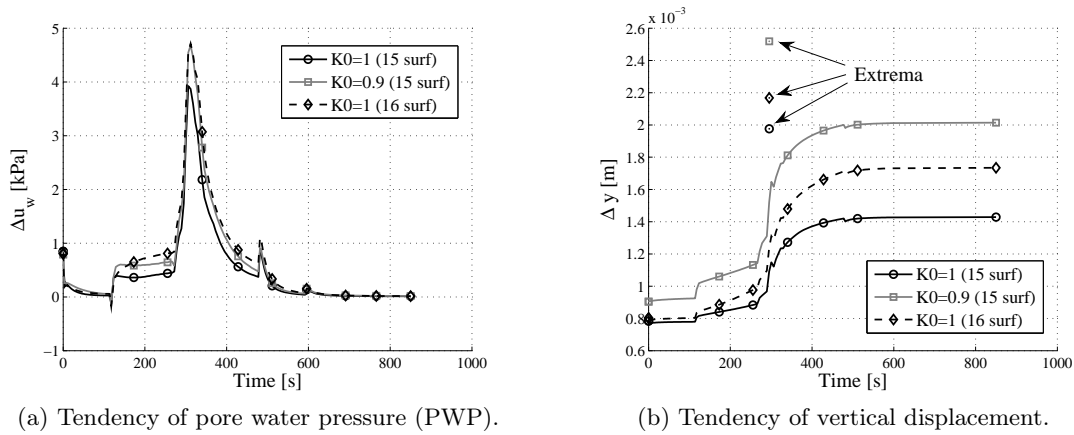 5
4
3
2
1
0
−1
0
200
400
600
800
1000
Time [s]
Δu_w [kPa]
K0=1 (15 surf)
K0=0.9 (15 surf)
K0=1 (16 surf)
(a) Tendency of pore water pressure (PWP).
x 10^−3
2.6
2.4
2.2
2
1.8
1.6
1.4
1.2
1
0.8
0.6
0
200
400
600
800
1000
Time [s]
Δ y [m]
Extrema
K0=1 (15 surf)
K0=0.9 (15 surf)
K0=1 (16 surf)
(b) Tendency of vertical displacement.